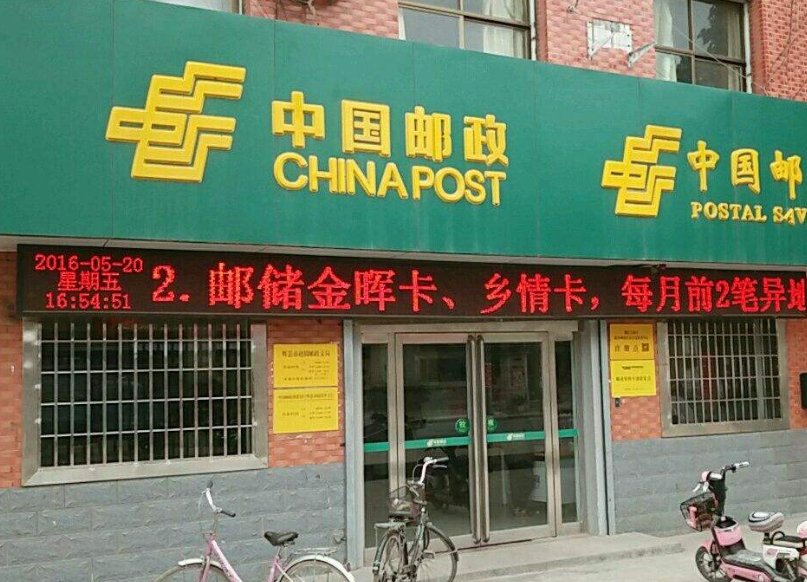 中国邮政
CHINA POST
中国邮
POSTAL SAV
2016-05-20
星期五
16:54:51
2. 邮储金晖卡、乡情卡，每月前2笔异地